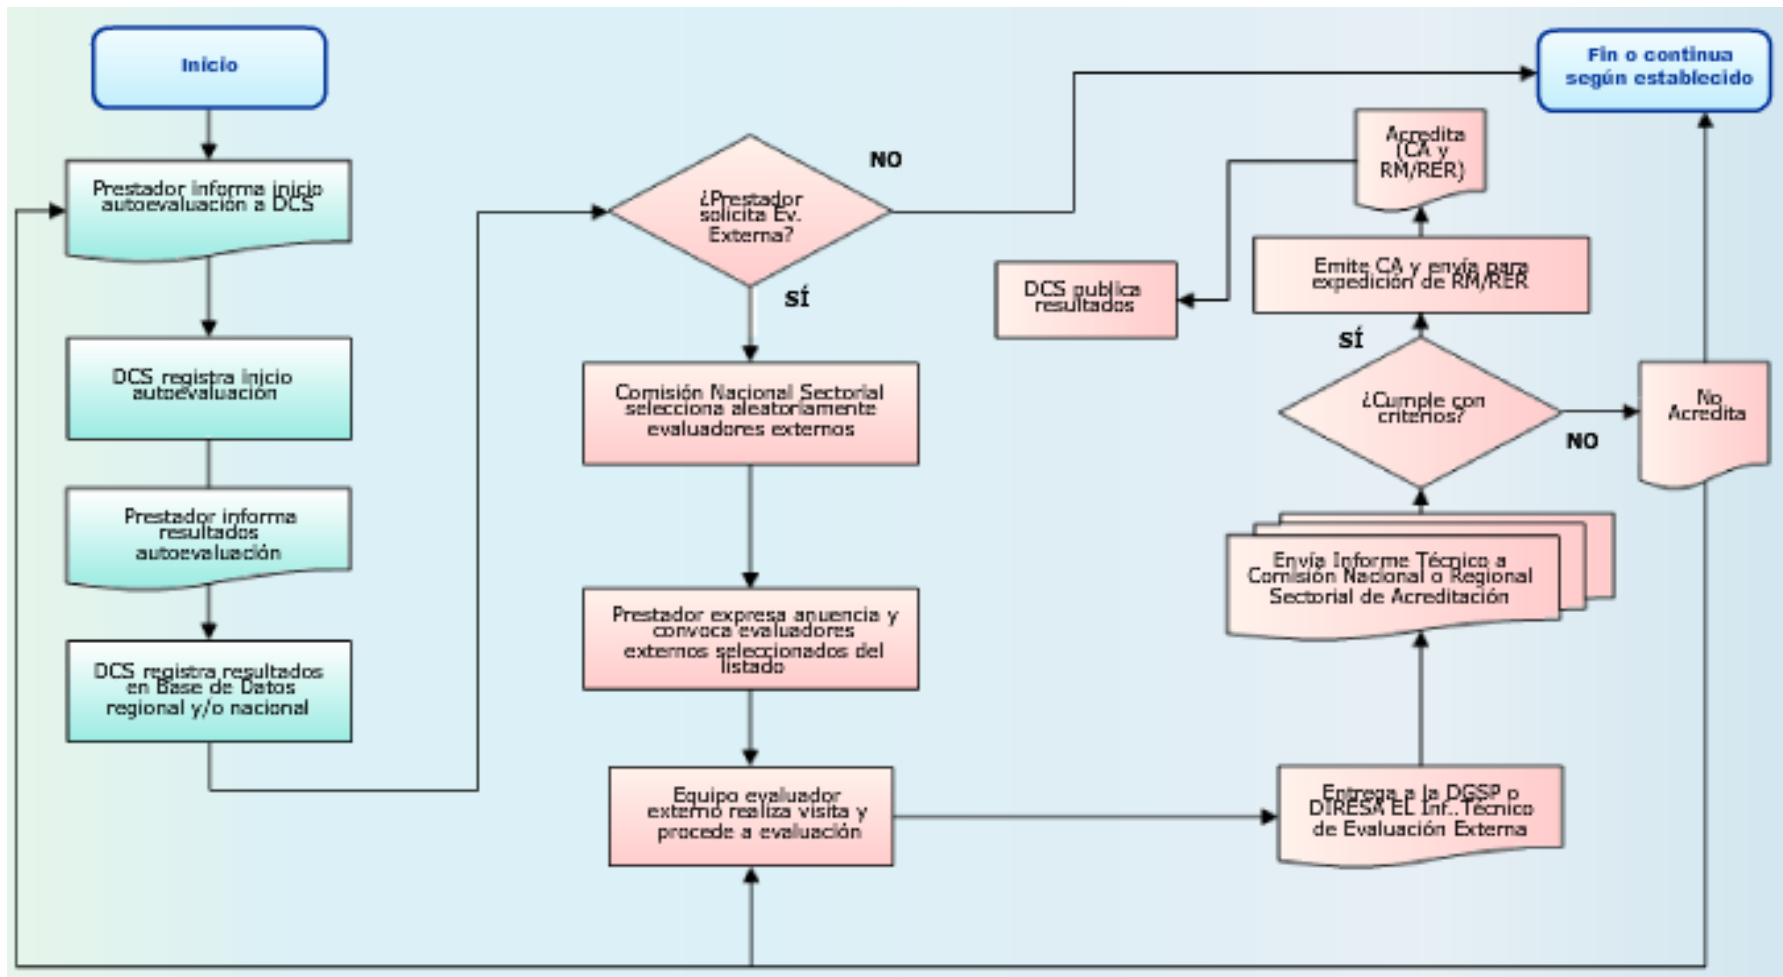 Inicio
Prestador informa inicio
autoevaluación a DCS
DCS registra inicio
autoevaluación
Prestador informa
resultados
autoevaluación
DCS registra resultados
en Base de Datos
regional y/o nacional
¿Prestador
solicita Ev.
Externa?
NO
SÍ
Comisión Nacional Sectorial
selecciona aleatoriamente
evaluadores externos
Prestador expresa anuencia y
convoca evaluadores
externos seleccionados del
listado
Equipo evaluador
externo realiza visita y
procede a evaluación
Entrega a la DGSP o
DIRESA EL Inf.. Técnico
de Evaluación Externa
Envía Informe Técnico a
Comisión Nacional o Regional
Sectorial de Acreditación
¿Cumple con
criterios?
SÍ
NO
No
Acredita
Emite CA y envía para
expedición de RM/RER
Acredita
(CA y
RM/RER)
DCS publica
resultados
Fin o continua
según establecido